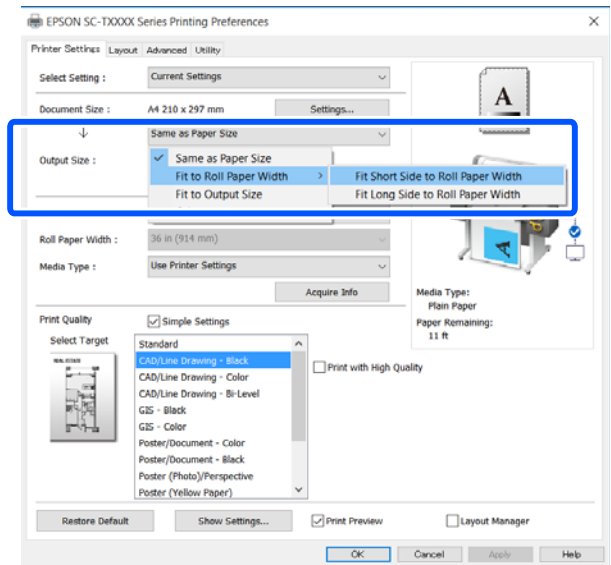 EPSON SC-TXXXX Series Printing Preferences
Printer Settings Layout Advanced Utility
Select Setting : Current Settings
Document Size : A4 210 x 297 mm Settings...
Same as Paper Size
Output Size :
Same as Paper Size
Fit to Roll Paper Width
Fit to Output Size
Fit Short Side to Roll Paper Width
Fit Long Side to Roll Paper Width
A
Roll Paper Width : 36 in (914 mm)
Media Type : Use Printer Settings
Acquire Info
A
Media Type:
Plain Paper
Paper Remaining:
11 ft
Print Quality Simple Settings
Select Target
Standard
CAD/Line Drawing - Black
CAD/Line Drawing - Color
CAD/Line Drawing - Bi-Level
GIS - Black
GIS - Color
Poster/Document - Color
Poster/Document - Black
Poster (Photo)/Perspective
Poster (Yellow Paper)
Print with High Quality
Restore Default Show Settings... Print Preview Layout Manager
OK Cancel Apply Help